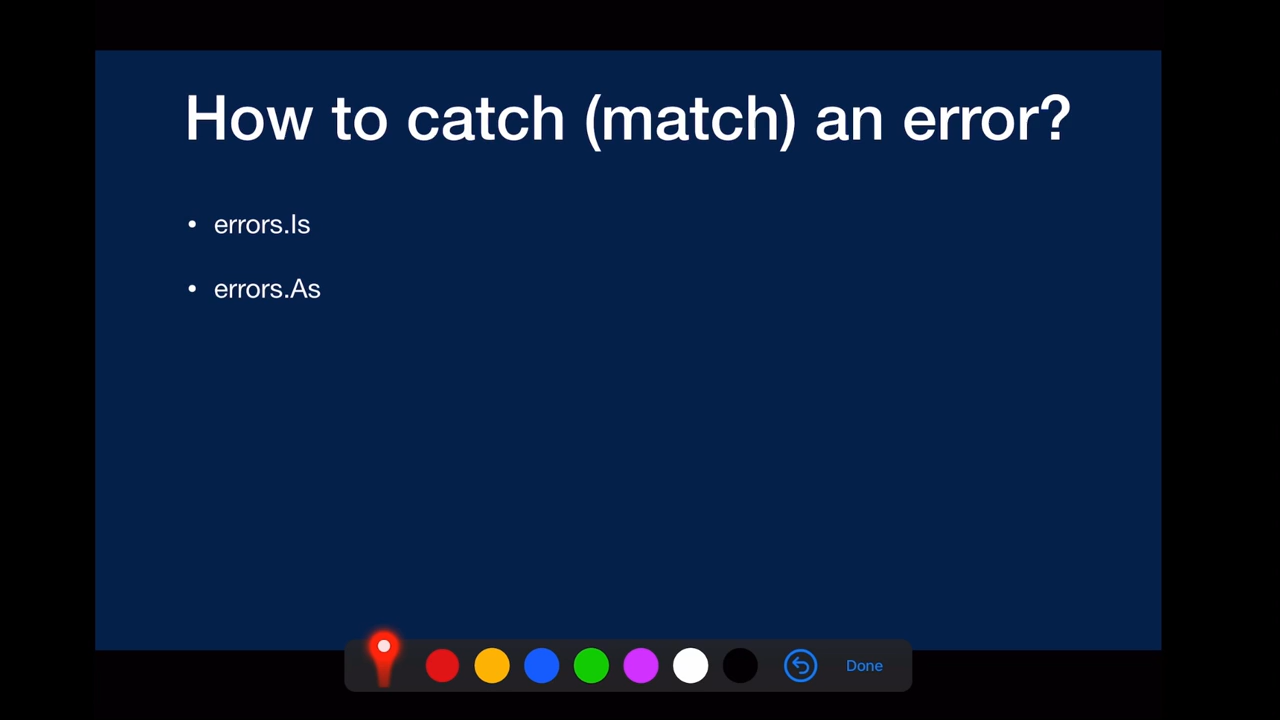 How to catch (match) an error?
• errors.Is
• errors.As
Done